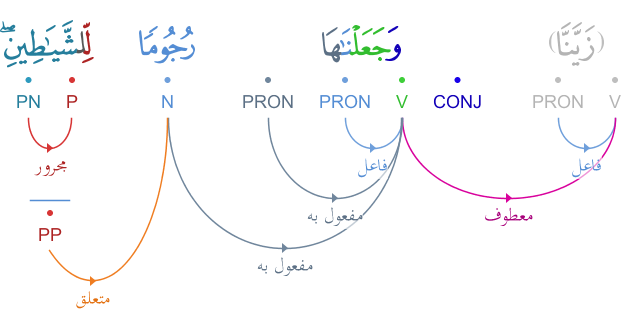 (زَيَّنَّا) وَجَعَلْنَـٰهَا رُجُومًا لِّلشَّيَـٰطِينِ ۖ
V PRON CONJ V PRON PRON N P PN
فاعل فاعل مجرور
معطوف مفعول به
PP
مفعول به
متعلق